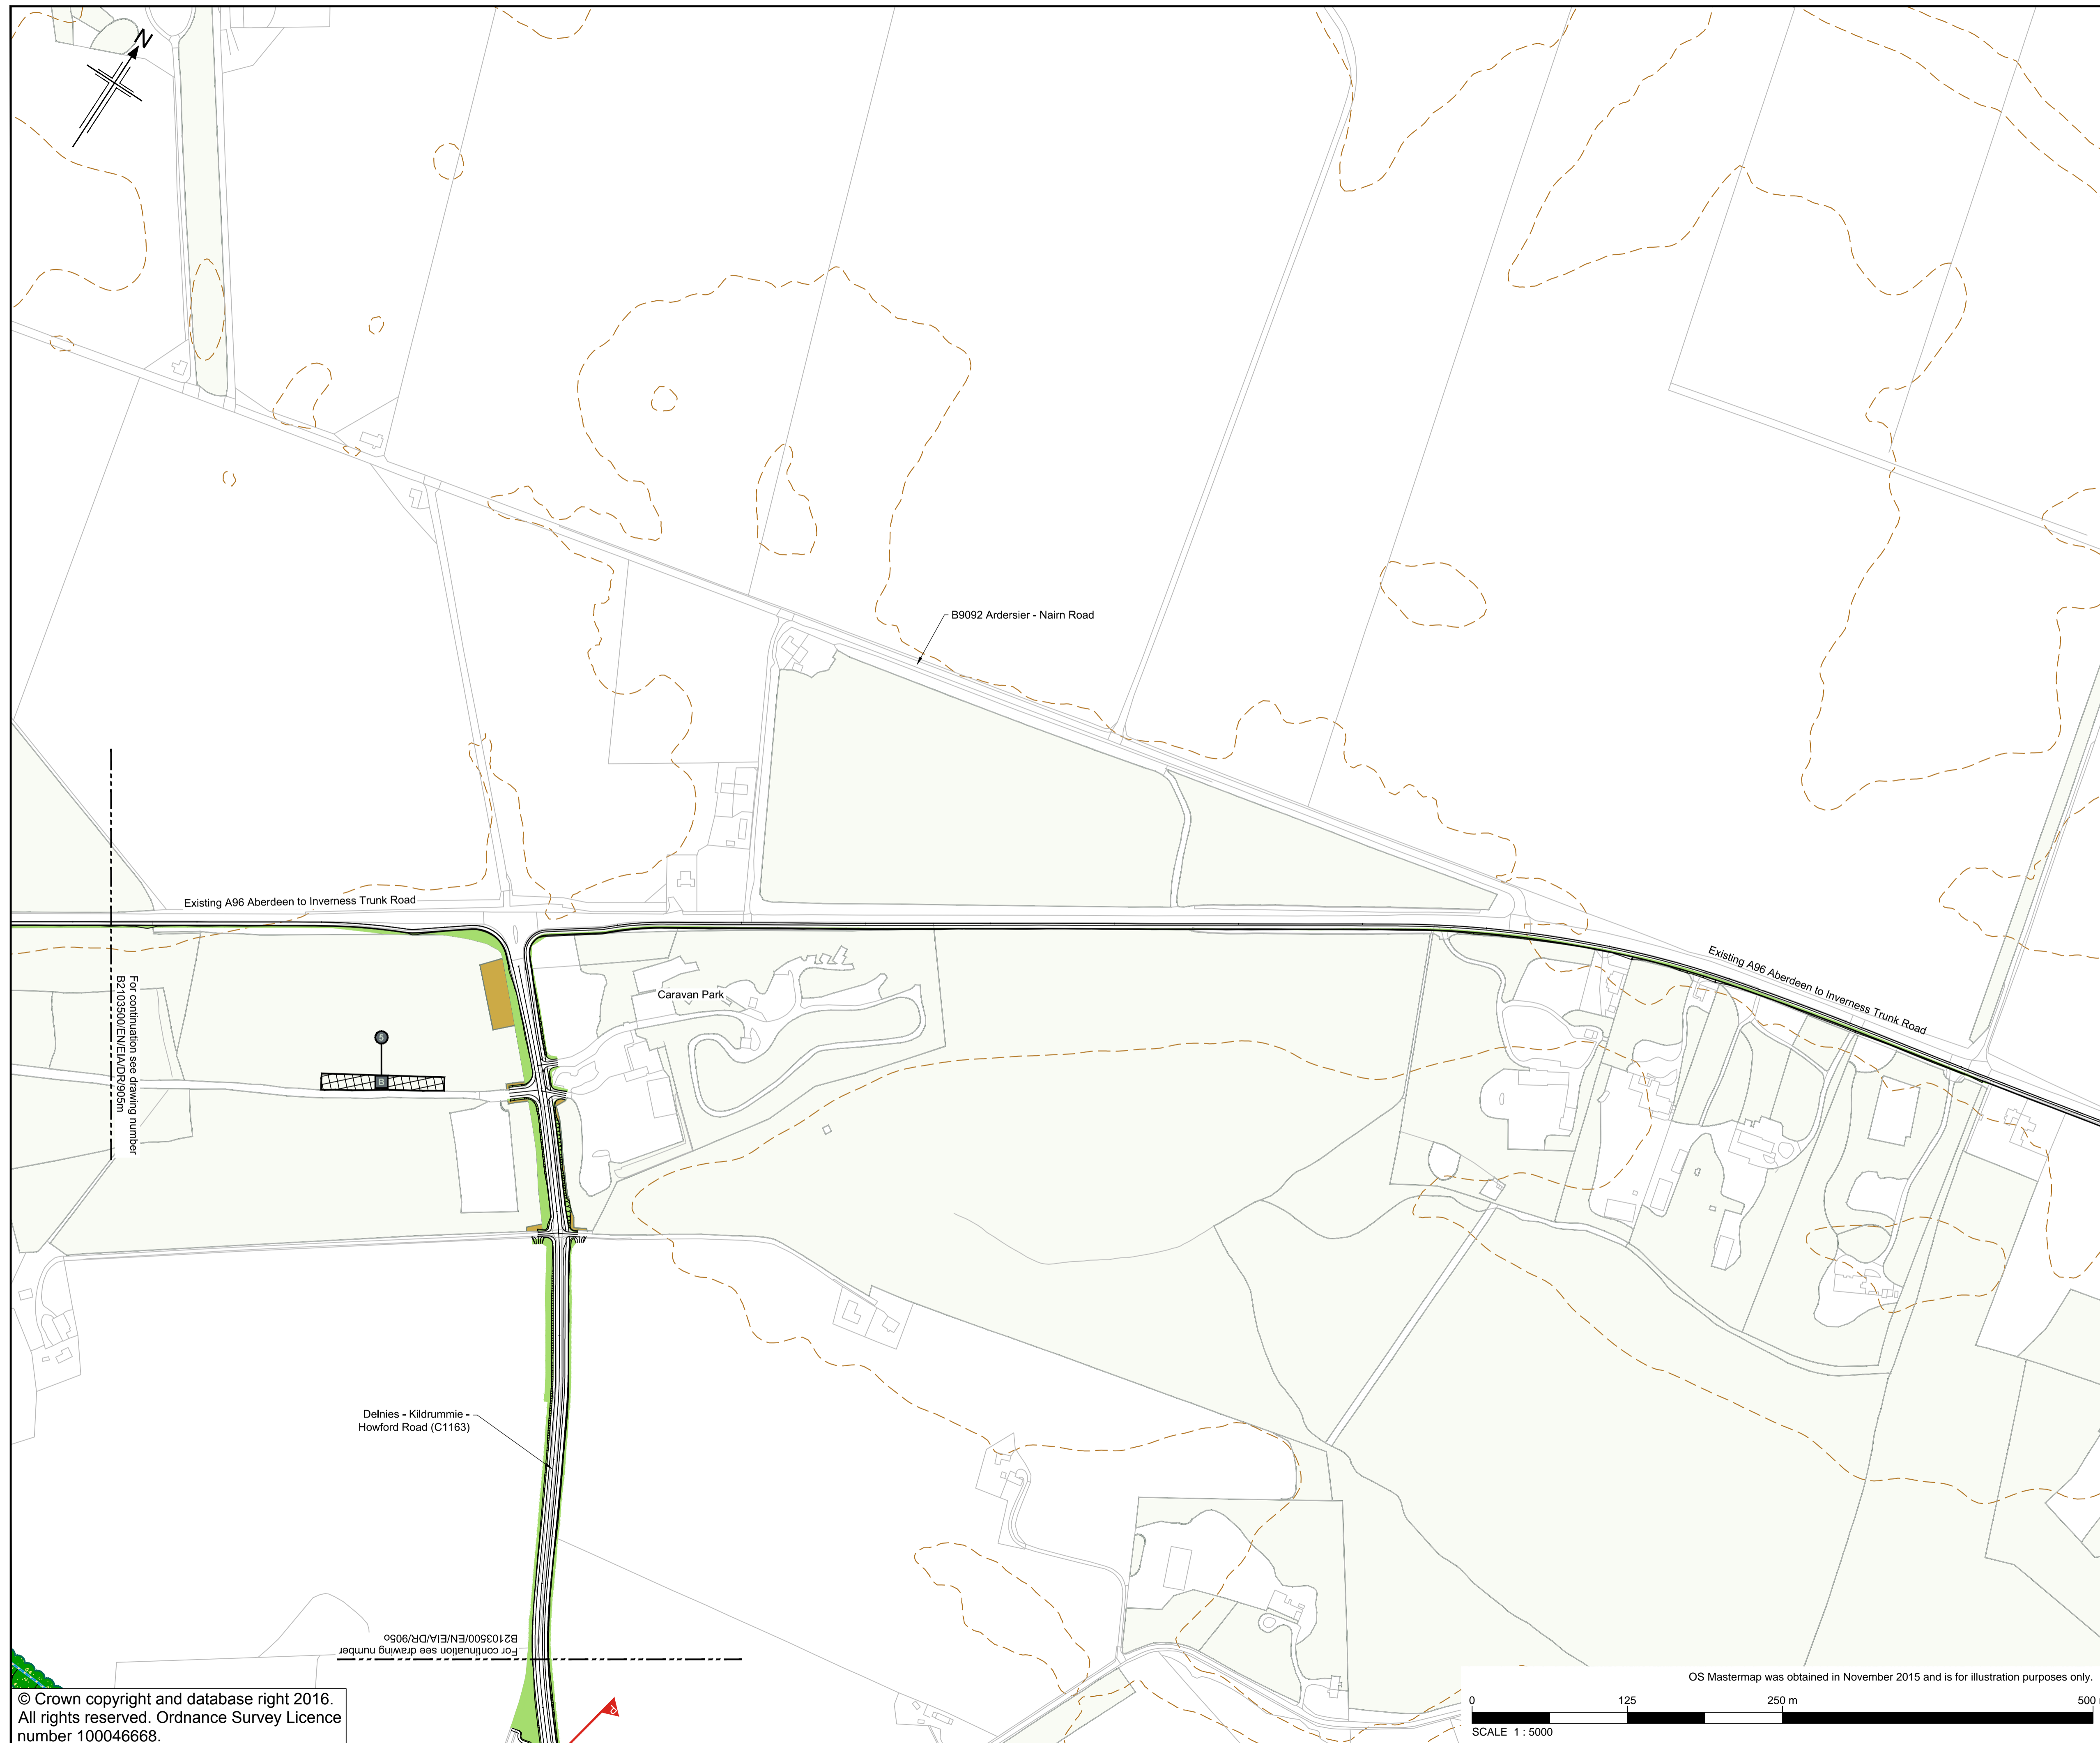 N
B9092 Ardersier - Nairn Road
Existing A96 Aberdeen to Inverness Trunk Road
Existing A96 Aberdeen to Inverness Trunk Road
For continuation see drawing number
B2103500/EN/EIA/DR/905m
Caravan Park
5
B
Delnies - Kildrummie -
Howford Road (C1163)
For continuation see drawing number
B2103500/EN/EIA/DR/905o
© Crown copyright and database right 2016.
All rights reserved. Ordnance Survey Licence
number 100046668.
OS Mastermap was obtained in November 2015 and is for illustration purposes only.
0 125 250 m 500
SCALE 1 : 5000